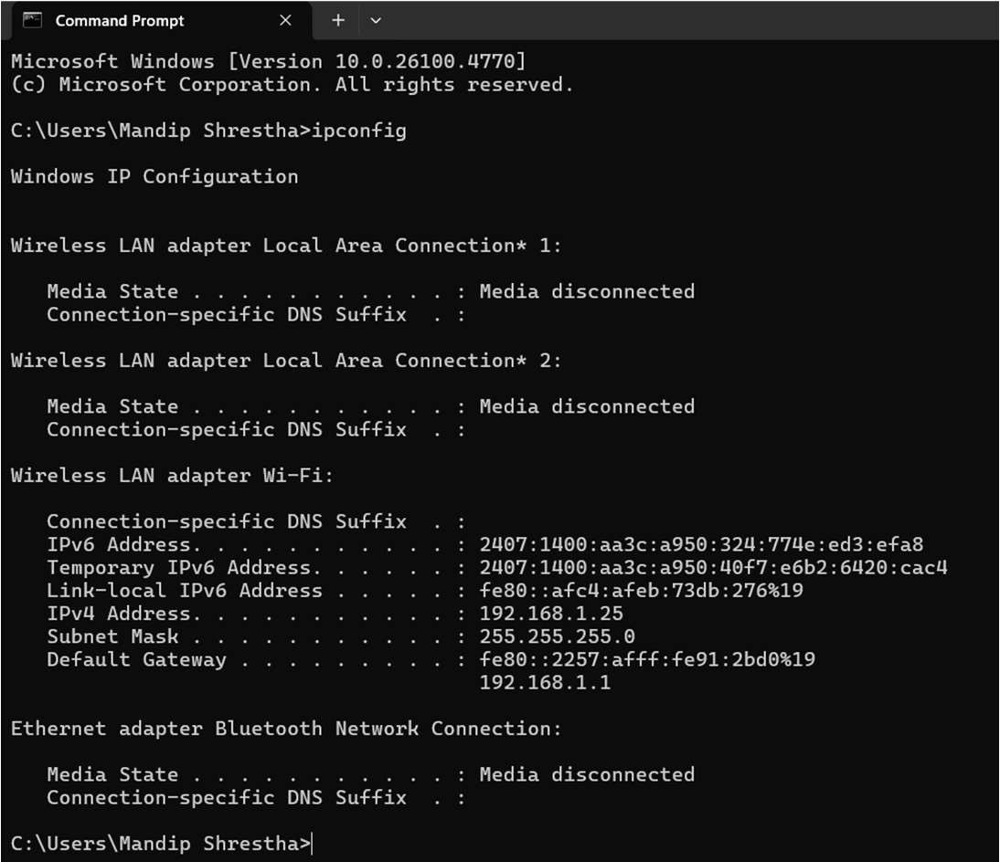 Command Prompt
Microsoft Windows [Version 10.0.26100.4770]
(c) Microsoft Corporation. All rights reserved.
C:\Users\Mandip Shrestha>ipconfig
Windows IP Configuration
Wireless LAN adapter Local Area Connection* 1:
   Media State . . . . . . . . . . . : Media disconnected
   Connection-specific DNS Suffix  . :
Wireless LAN adapter Local Area Connection* 2:
   Media State . . . . . . . . . . . : Media disconnected
   Connection-specific DNS Suffix  . :
Wireless LAN adapter Wi-Fi:
   Connection-specific DNS Suffix  . :
   IPv6 Address. . . . . . . . . . . : 2407:1400:aa3c:a950:324:774e:ed3:efa8
   Temporary IPv6 Address. . . . . . : 2407:1400:aa3c:a950:40f7:e6b2:6420:cac4
   Link-local IPv6 Address . . . . . : fe80::afc4:afeb:73db:276%19
   IPv4 Address. . . . . . . . . . . : 192.168.1.25
   Subnet Mask . . . . . . . . . . . : 255.255.255.0
   Default Gateway . . . . . . . . . : fe80::2257:afff:fe91:2bd0%19
                                       192.168.1.1
Ethernet adapter Bluetooth Network Connection:
   Media State . . . . . . . . . . . : Media disconnected
   Connection-specific DNS Suffix  . :
C:\Users\Mandip Shrestha>